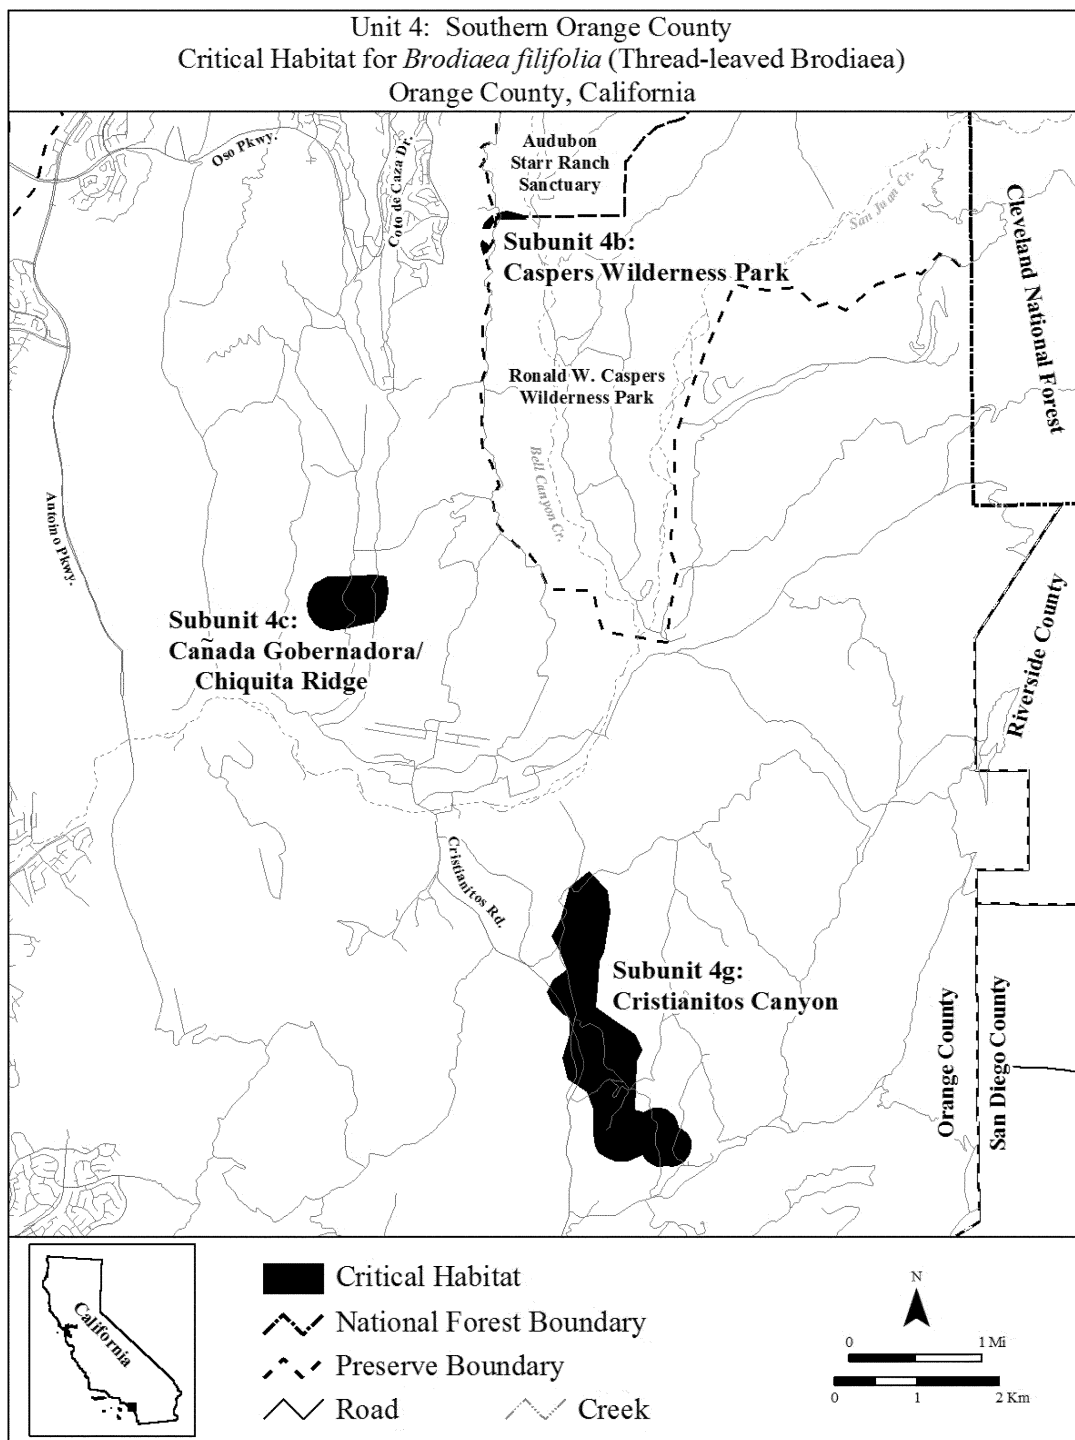 Unit 4: Southern Orange County
Critical Habitat for Brodiaea filifolia (Thread-leaved Brodiaea)
Orange County, California
Oso Pkwy.
Coto de Caza Dr.
Audubon
Starr Ranch
Sanctuary
San Juan Cr.
Cleveland National Forest
Subunit 4b:
Caspers Wilderness Park
Ronald W. Caspers
Wilderness Park
Bell Canyon Cr.
Antoino Pkwy.
Subunit 4c:
Cañada Gobernadora/
Chiquita Ridge
Riverside County
Cristianitos Rd.
Subunit 4g:
Cristianitos Canyon
Orange County
San Diego County
California
Critical Habitat
National Forest Boundary
Preserve Boundary
Road
Creek
N
0 1 Mi
0 1 2 Km